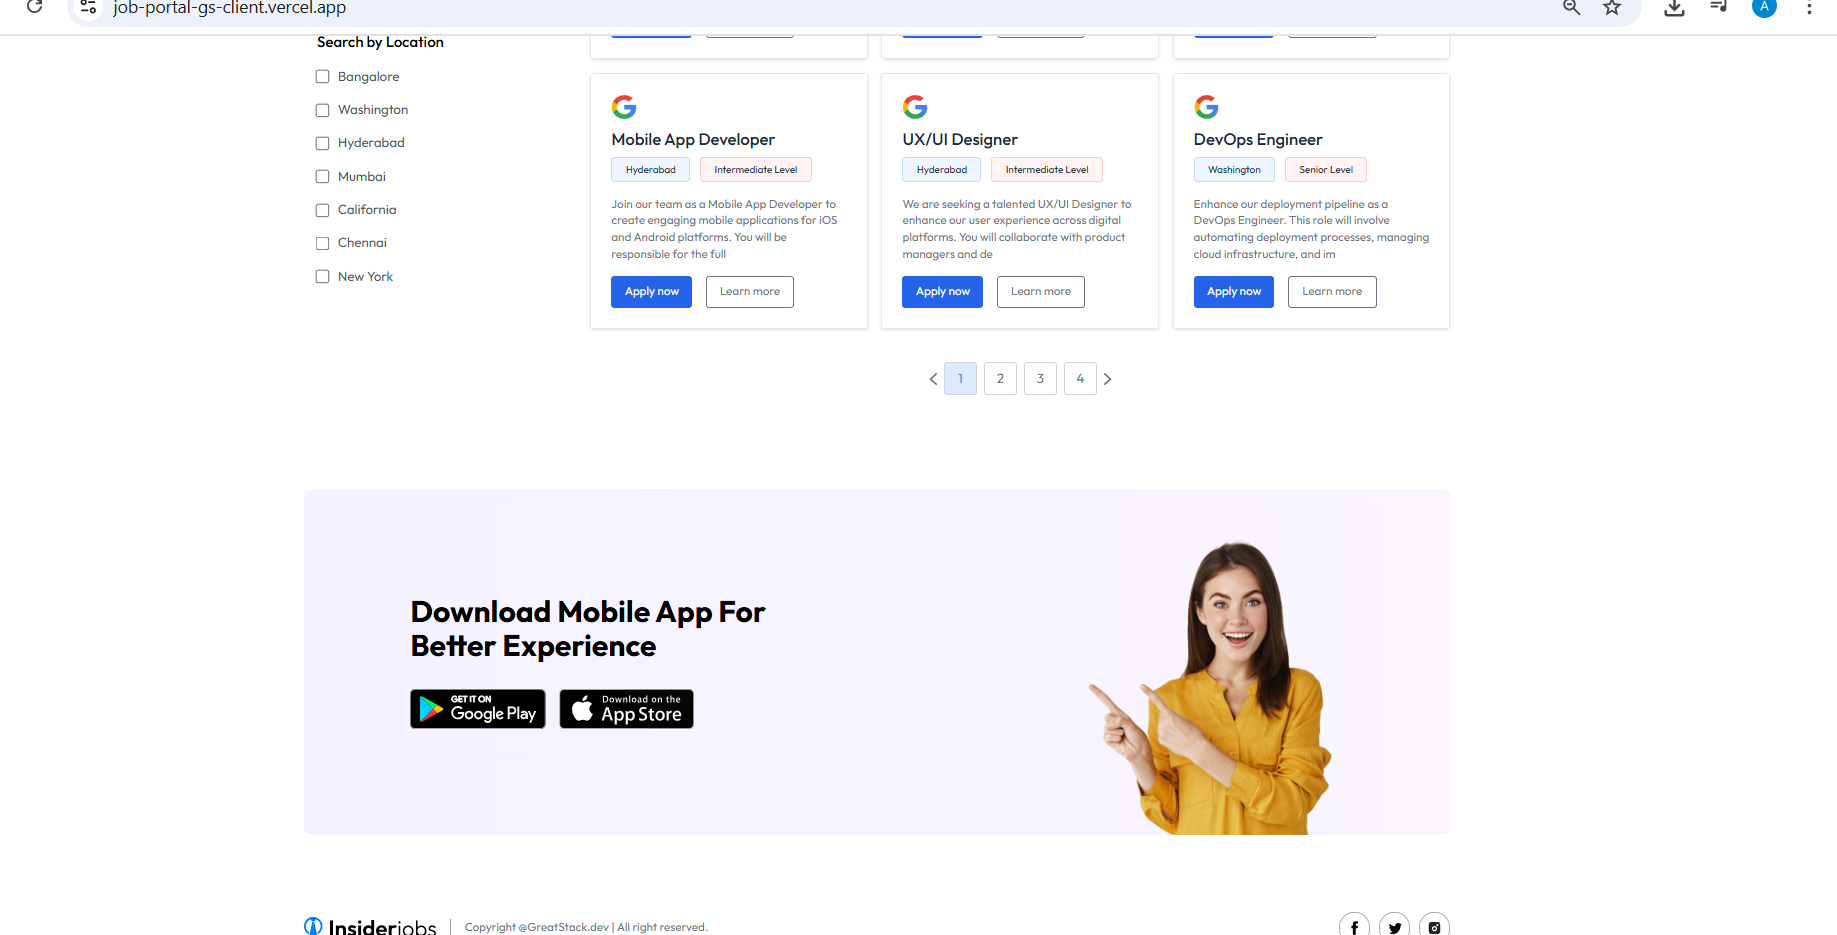 job-portal-gs-client.vercel.app
A
Search by Location
Bangalore
Washington
Hyderabad
Mumbai
California
Chennai
New York
Mobile App Developer
Hyderabad Intermediate Level
Join our team as a Mobile App Developer to
create engaging mobile applications for iOS
and Android platforms. You will be
responsible for the full
Apply now Learn more
UX/UI Designer
Hyderabad Intermediate Level
We are seeking a talented UX/UI Designer to
enhance our user experience across digital
platforms. You will collaborate with product
managers and de
Apply now Learn more
DevOps Engineer
Washington Senior Level
Enhance our deployment pipeline as a
DevOps Engineer. This role will involve
automating deployment processes, managing
cloud infrastructure, and im
Apply now Learn more
1 2 3 4
Download Mobile App For
Better Experience
GET IT ON
Google Play
Download on the
App Store
Insiderjobs Copyright @GreatStack.dev | All right reserved.